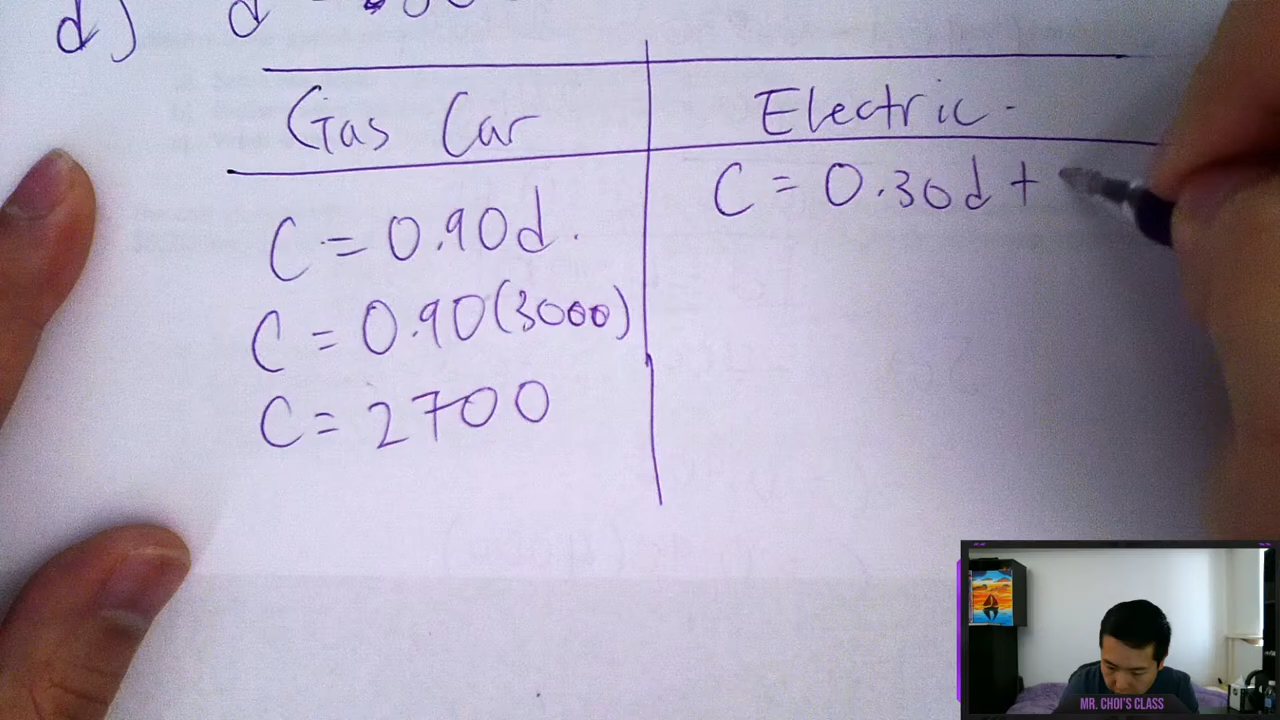 d)
Gas Car
Electric.
C = 0.90d.
C = 0.90(3000)
C = 2700
C = 0.30d +
MR. CHOI'S CLASS